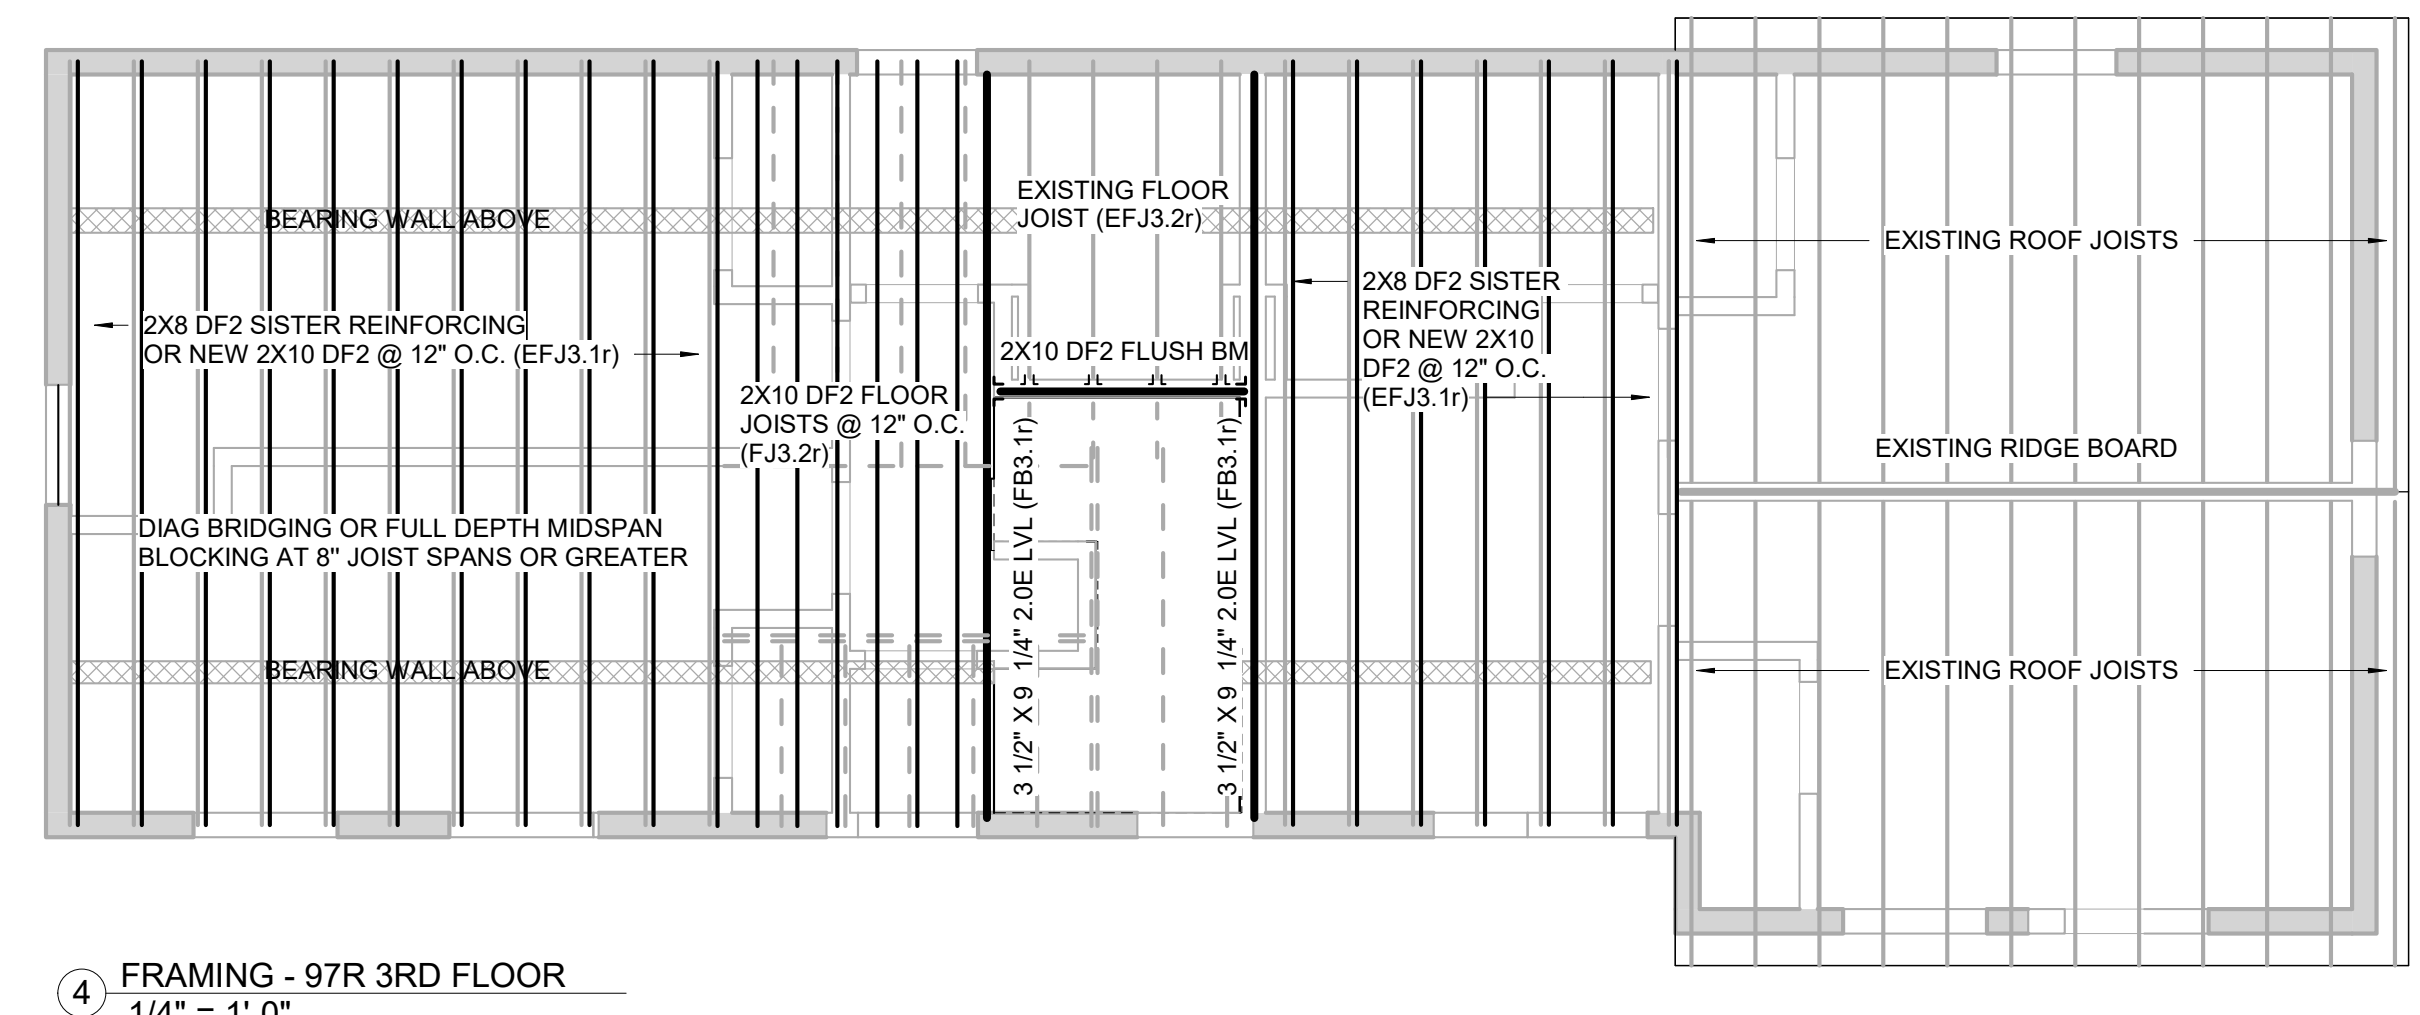 BEARING WALL ABOVE
EXISTING FLOOR
JOIST (EFJ3.2r)
EXISTING ROOF JOISTS
2X8 DF2 SISTER REINFORCING
OR NEW 2X10 DF2 @ 12" O.C. (EFJ3.1r)
2X10 DF2 FLUSH BM
2X8 DF2 SISTER
REINFORCING
OR NEW 2X10
DF2 @ 12" O.C.
(EFJ3.1r)
2X10 DF2 FLOOR
JOISTS @ 12" O.C.
(FJ3.2r)
3 1/2" X 9 1/4" 2.0E LVL (FB3.1r)
3 1/2" X 9 1/4" 2.0E LVL (FB3.1r)
EXISTING RIDGE BOARD
DIAG BRIDGING OR FULL DEPTH MIDSPAN
BLOCKING AT 8" JOIST SPANS OR GREATER
BEARING WALL ABOVE
EXISTING ROOF JOISTS
4 FRAMING - 97R 3RD FLOOR
1/4" = 1'-0"